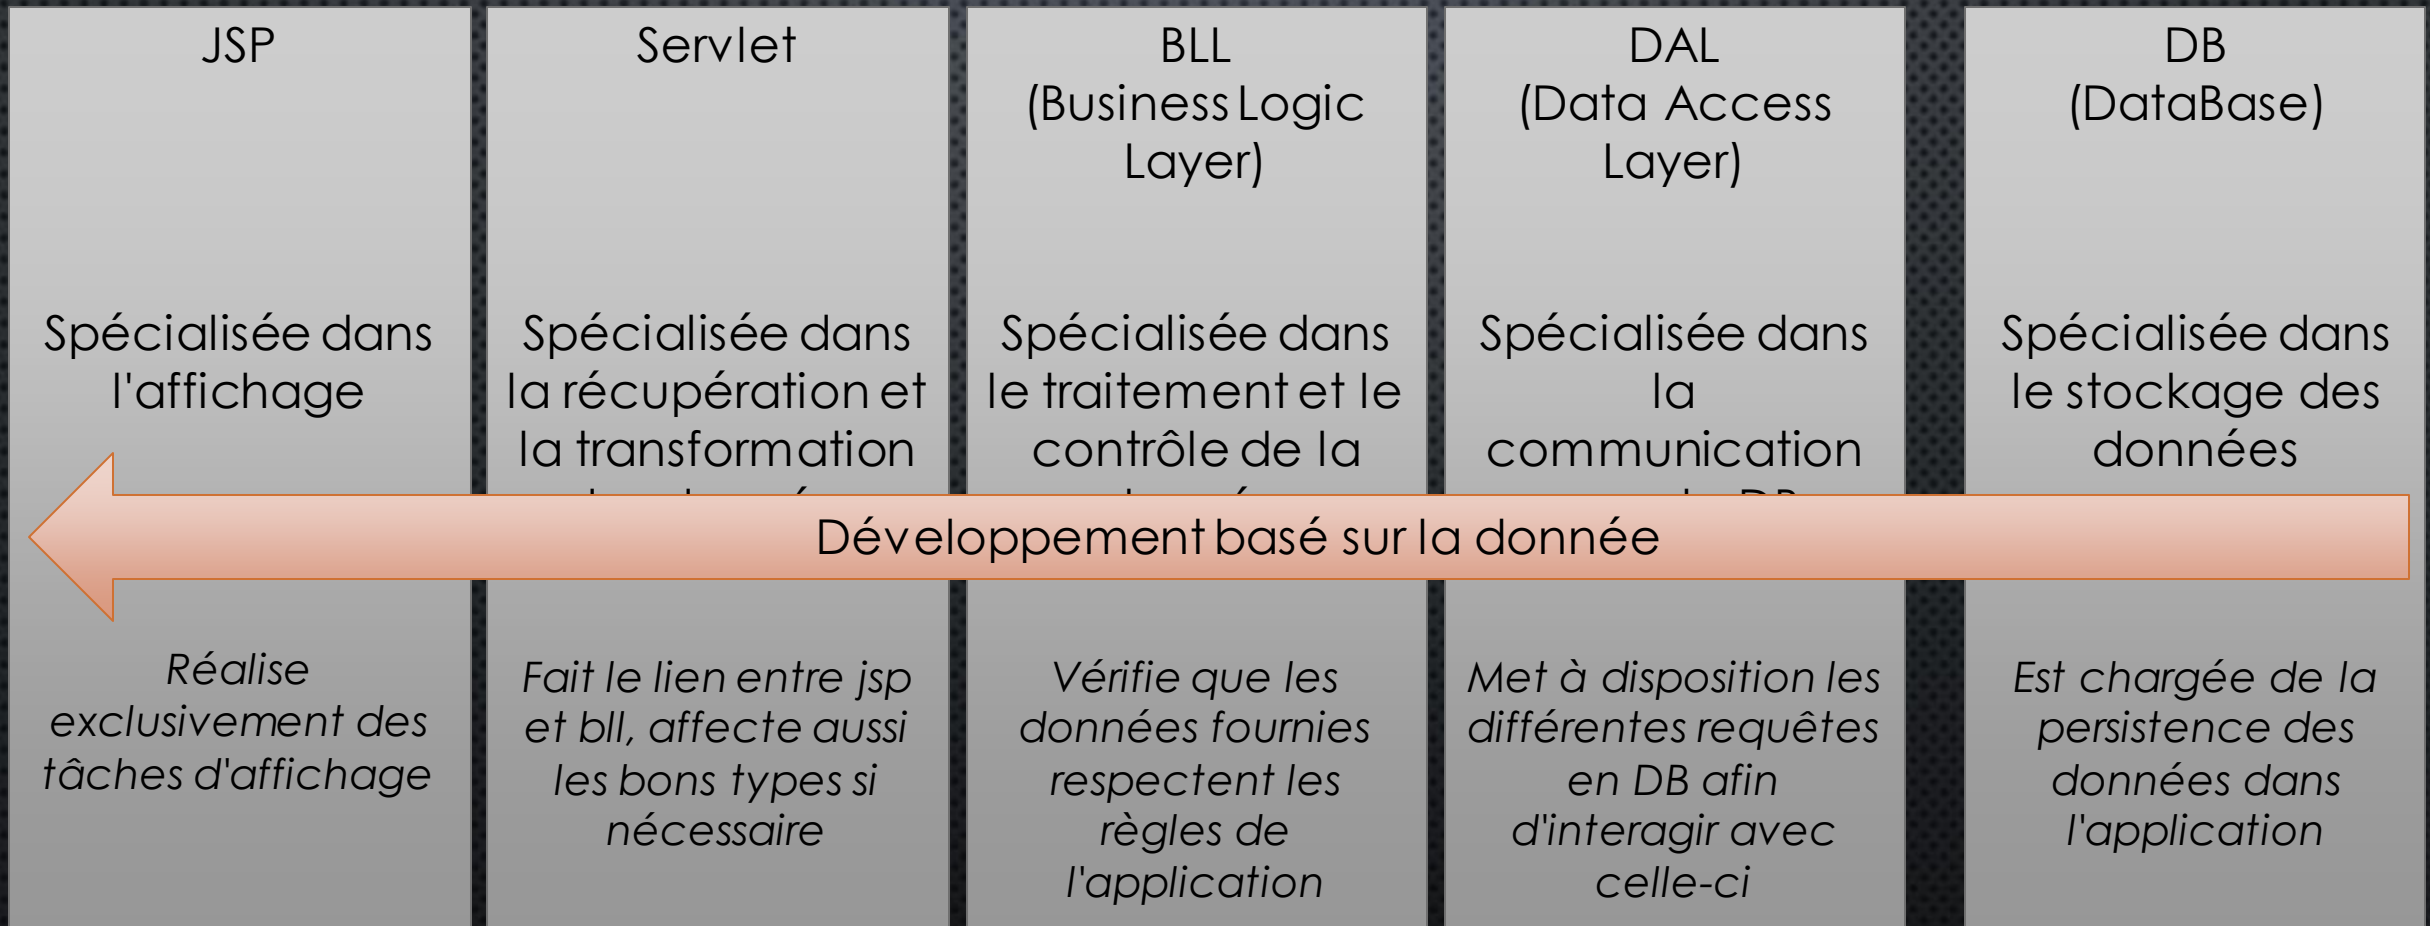 JSP
Spécialisée dans
l'affichage
Réalise
exclusivement des
tâches d'affichage
Servlet
Spécialisée dans
la récupération et
la transformation
Fait le lien entre jsp
et bll, affecte aussi
les bons types si
nécessaire
BLL
(Business Logic
Layer)
Spécialisée dans
le traitement et le
contrôle de la
Vérifie que les
données fournies
respectent les
règles de
l'application
DAL
(Data Access
Layer)
Spécialisée dans
la
communication
Met à disposition les
différentes requêtes
en DB afin
d'interagir avec
celle-ci
DB
(DataBase)
Spécialisée dans
le stockage des
données
Est chargée de la
persistence des
données dans
l'application
Développement basé sur la donnée